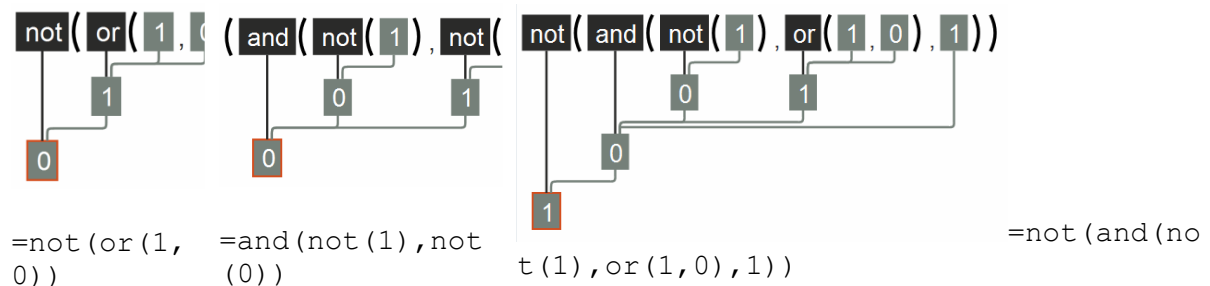 not( or( 1 , 0
1
0
=not(or(1,
0))
( and( not( 1 ) , not(
0 1
0
=and(not(1),not
(0))
not( and( not( 1 ) , or( 1 , 0 ) , 1 ) )
0 1
0
1
=not(and(no
t(1),or(1,0),1))